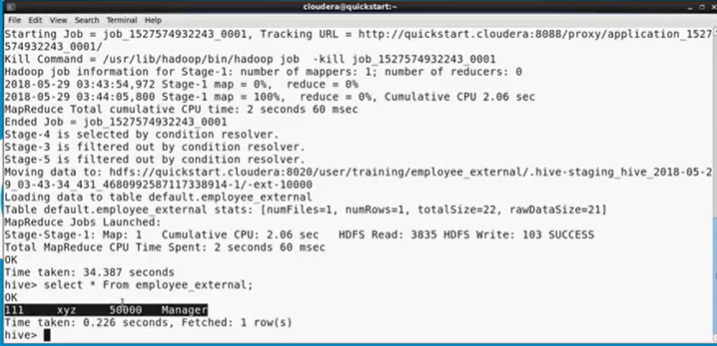 cloudera@quickstart:~
File Edit View Search Terminal Help
Starting Job = job_1527574932243_0001, Tracking URL = http://quickstart.cloudera:8088/proxy/application_1527
574932243_0001/
Kill Command = /usr/lib/hadoop/bin/hadoop job  -kill job_1527574932243_0001
Hadoop job information for Stage-1: number of mappers: 1; number of reducers: 0
2018-05-29 03:43:54,972 Stage-1 map = 0%,  reduce = 0%
2018-05-29 03:44:05,800 Stage-1 map = 100%,  reduce = 0%, Cumulative CPU 2.06 sec
MapReduce Total cumulative CPU time: 2 seconds 60 msec
Ended Job = job_1527574932243_0001
Stage-4 is selected by condition resolver.
Stage-3 is filtered out by condition resolver.
Stage-5 is filtered out by condition resolver.
Moving data to: hdfs://quickstart.cloudera:8020/user/training/employee_external/.hive-staging_hive_2018-05-2
9_03-43-34_431_4680992587117338914-1/-ext-10000
Loading data to table default.employee_external
Table default.employee_external stats: [numFiles=1, numRows=1, totalSize=22, rawDataSize=21]
MapReduce Jobs Launched:
Stage-Stage-1: Map: 1   Cumulative CPU: 2.06 sec   HDFS Read: 3835 HDFS Write: 103 SUCCESS
Total MapReduce CPU Time Spent: 2 seconds 60 msec
OK
Time taken: 34.387 seconds
hive> select * From employee_external;
OK
111     xyz     50000   Manager
Time taken: 0.226 seconds, Fetched: 1 row(s)
hive>